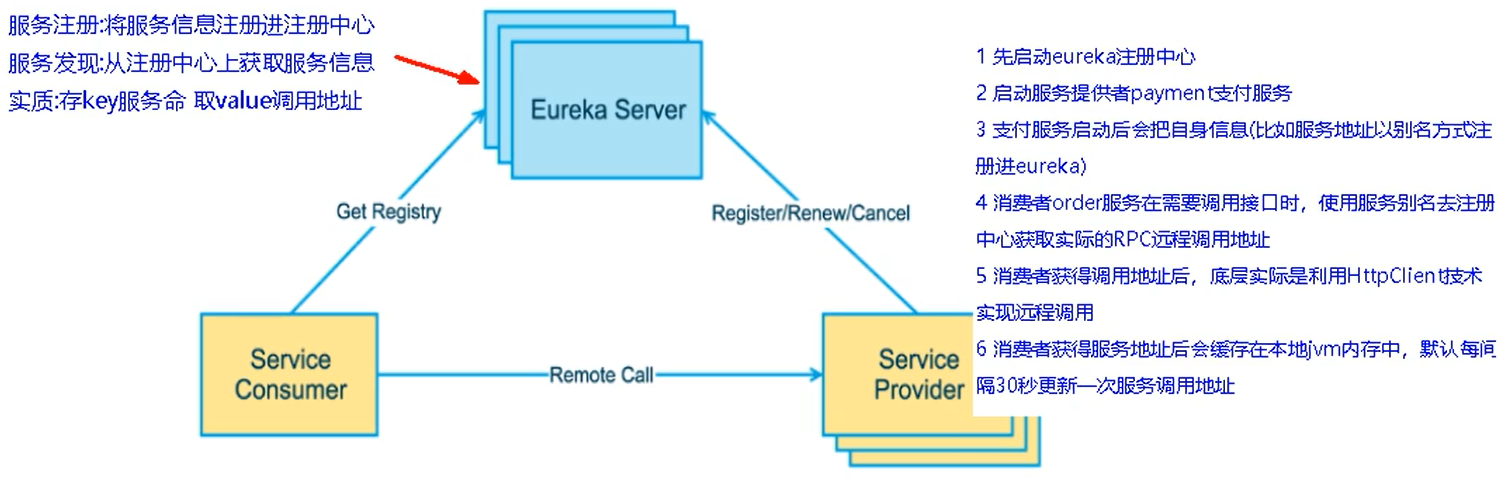 服务注册:将服务信息注册进注册中心
服务发现:从注册中心上获取服务信息
实质:存key服务命 取value调用地址
Eureka Server
Get Registry
Register/Renew/Cancel
Service
Consumer
Remote Call
Service
Provider
1 先启动eureka注册中心
2 启动服务提供者payment支付服务
3 支付服务启动后会把自身信息(比如服务地址以别名方式注
册进eureka)
4 消费者order服务在需要调用接口时，使用服务别名去注册
中心获取实际的RPC远程调用地址
5 消费者获得调用地址后，底层实际是利用HttpClient技术
实现远程调用
6 消费者获得服务地址后会缓存在本地jvm内存中，默认每间
隔30秒更新一次服务调用地址